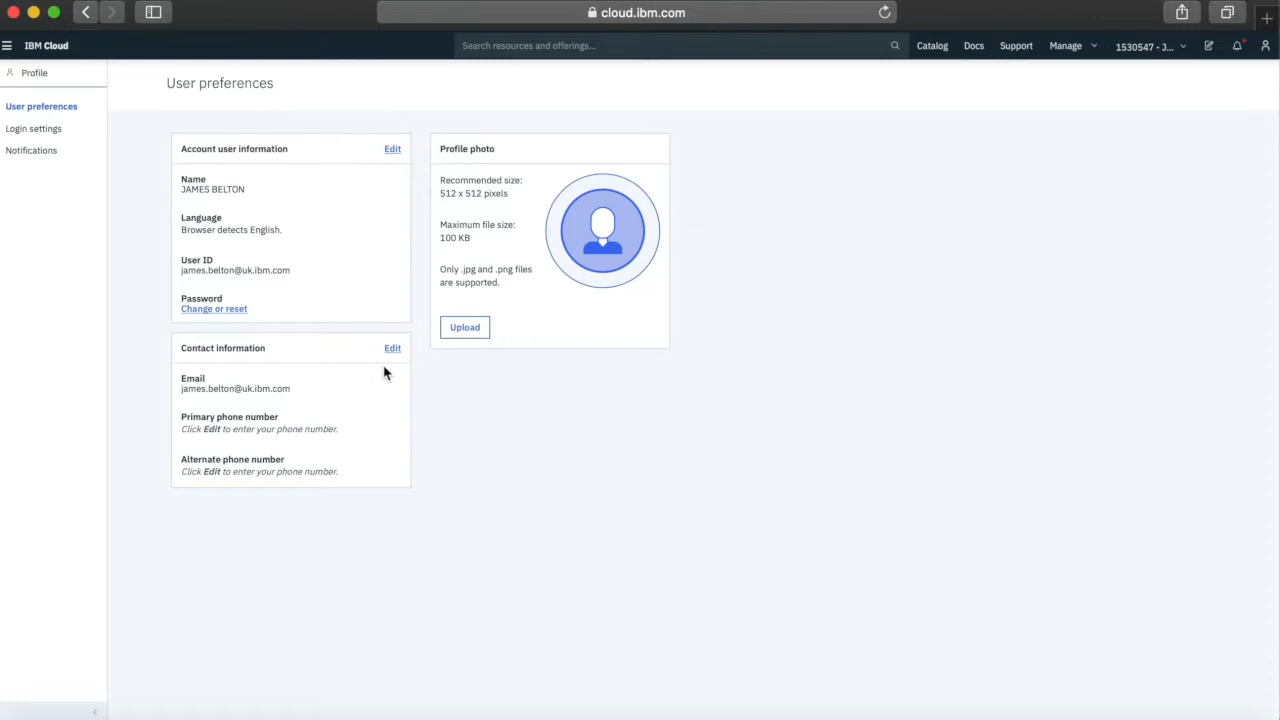 cloud.ibm.com
IBM Cloud
Search resources and offerings...
Catalog
Docs
Support
Manage
1530547 - J...
Profile
User preferences
User preferences
Login settings
Notifications
Account user information
Edit
Name
JAMES BELTON
Language
Browser detects English.
User ID
james.belton@uk.ibm.com
Password
Change or reset
Contact information
Edit
Email
james.belton@uk.ibm.com
Primary phone number
Click Edit to enter your phone number.
Alternate phone number
Click Edit to enter your phone number.
Profile photo
Recommended size:
512 x 512 pixels
Maximum file size:
100 KB
Only .jpg and .png files
are supported.
Upload